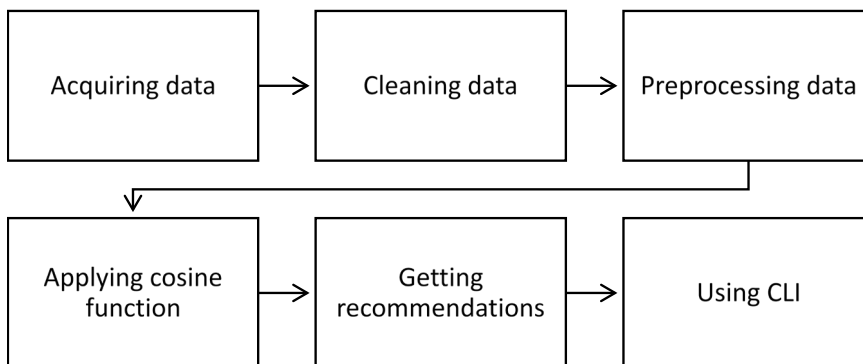 Acquiring data
Cleaning data
Preprocessing data
Applying cosine
function
Getting
recommendations
Using CLI